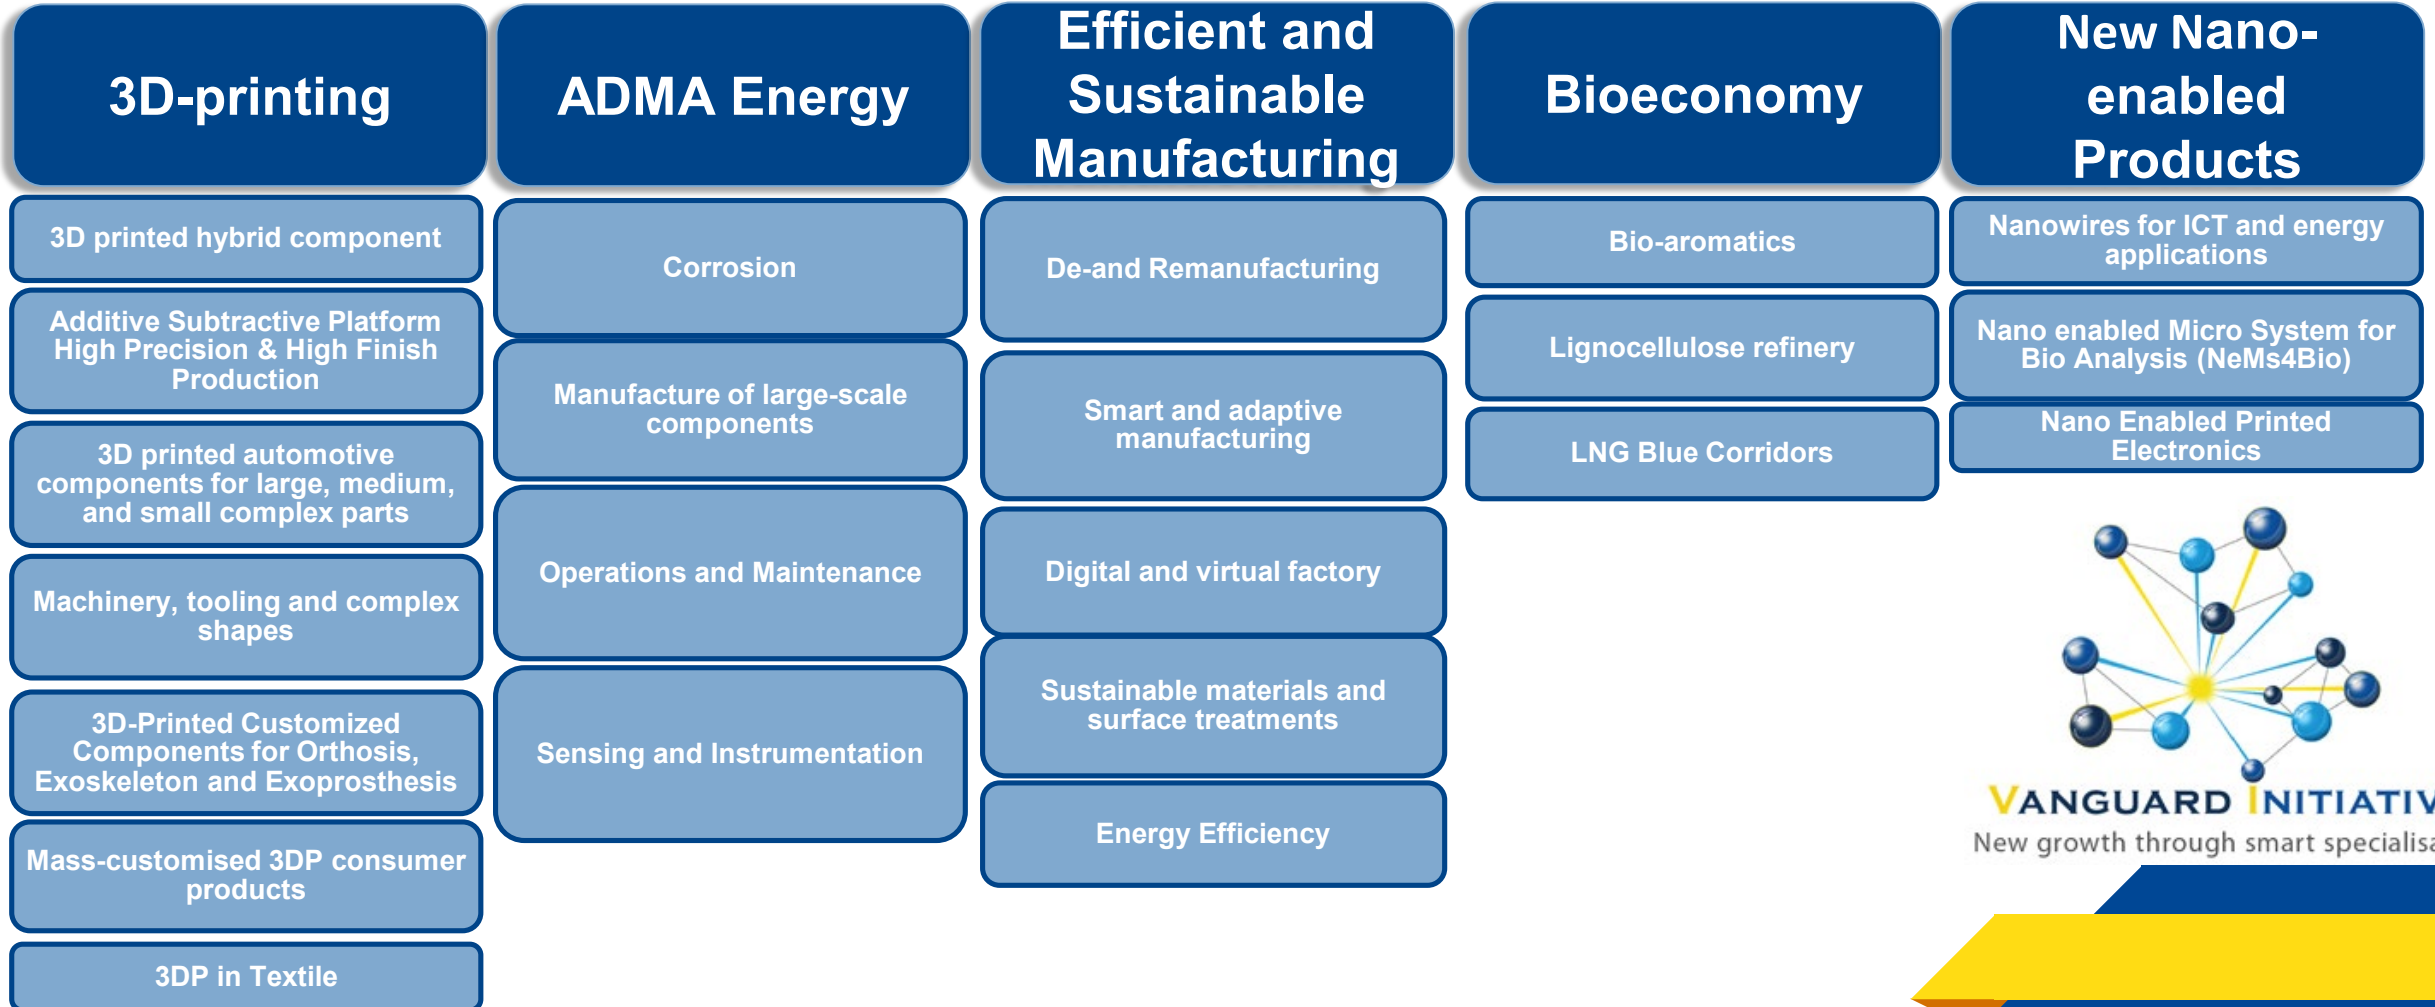 3D-printing
3D printed hybrid component
Additive Subtractive Platform
High Precision & High Finish
Production
3D printed automotive
components for large, medium,
and small complex parts
Machinery, tooling and complex
shapes
3D-Printed Customized
Components for Orthosis,
Exoskeleton and Exoprosthesis
Mass-customised 3DP consumer
products
3DP in Textile
ADMA Energy
Corrosion
Manufacture of large-scale
components
Operations and Maintenance
Sensing and Instrumentation
Efficient and
Sustainable
Manufacturing
De-and Remanufacturing
Smart and adaptive
manufacturing
Digital and virtual factory
Sustainable materials and
surface treatments
Energy Efficiency
Bioeconomy
Bio-aromatics
Lignocellulose refinery
LNG Blue Corridors
New Nano-
enabled
Products
Nanowires for ICT and energy
applications
Nano enabled Micro System for
Bio Analysis (NeMs4Bio)
Nano Enabled Printed
Electronics
VANGUARD INITIATIV
New growth through smart specialisa